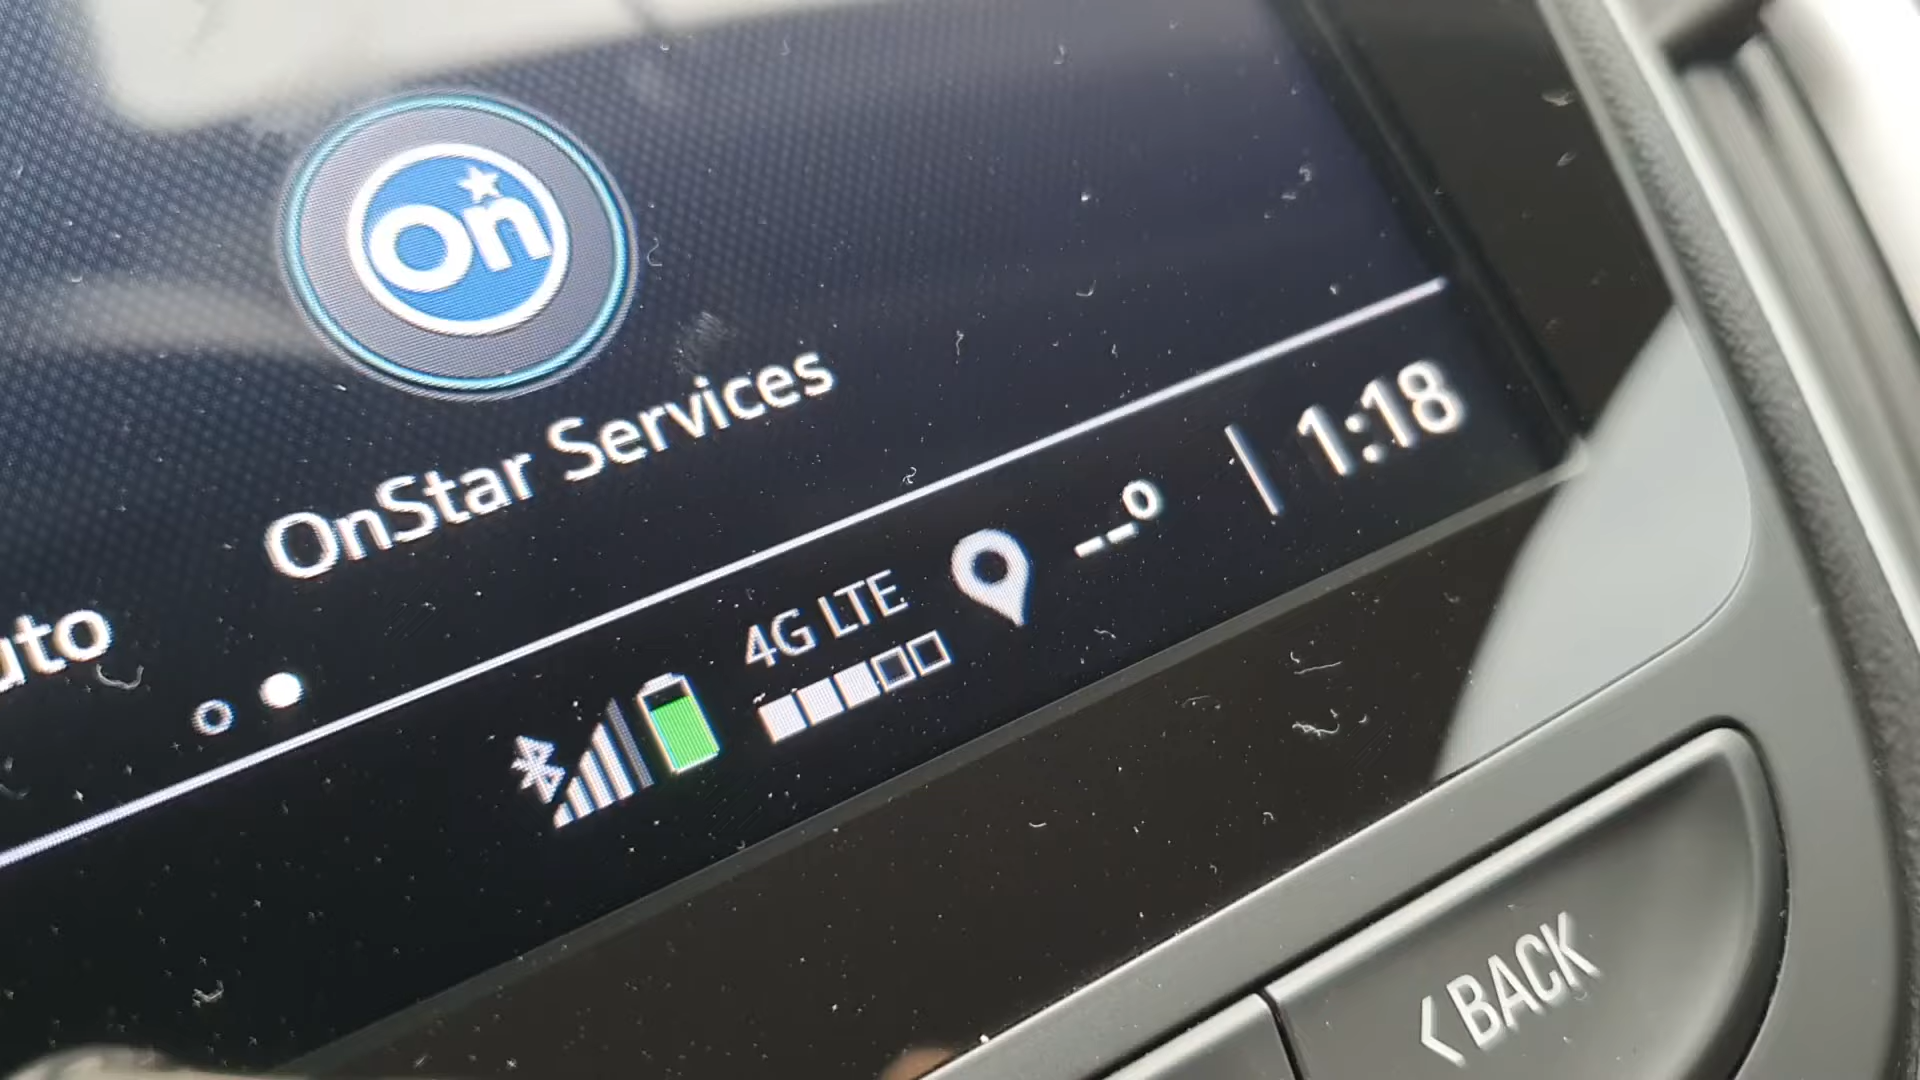 On
OnStar Services
uto
4G LTE
--° | 1:18
<BACK